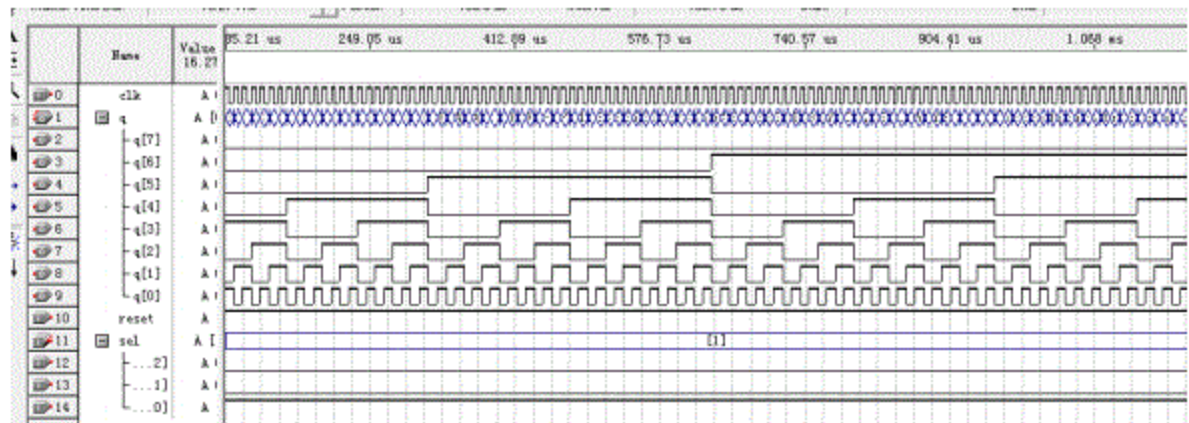 85.21 us 249.05 us 412.89 us 576.73 us 740.57 us 904.41 us 1.068 ms
Name Value
16.27
0 clk A
1 q A [
2 q[7] A
3 q[6] A
4 q[5] A
5 q[4] A
6 q[3] A
7 q[2] A
8 q[1] A
9 q[0] A
10 reset A
11 sel A [ [1]
12 ...2] A
13 ...1] A
14 ...0] A